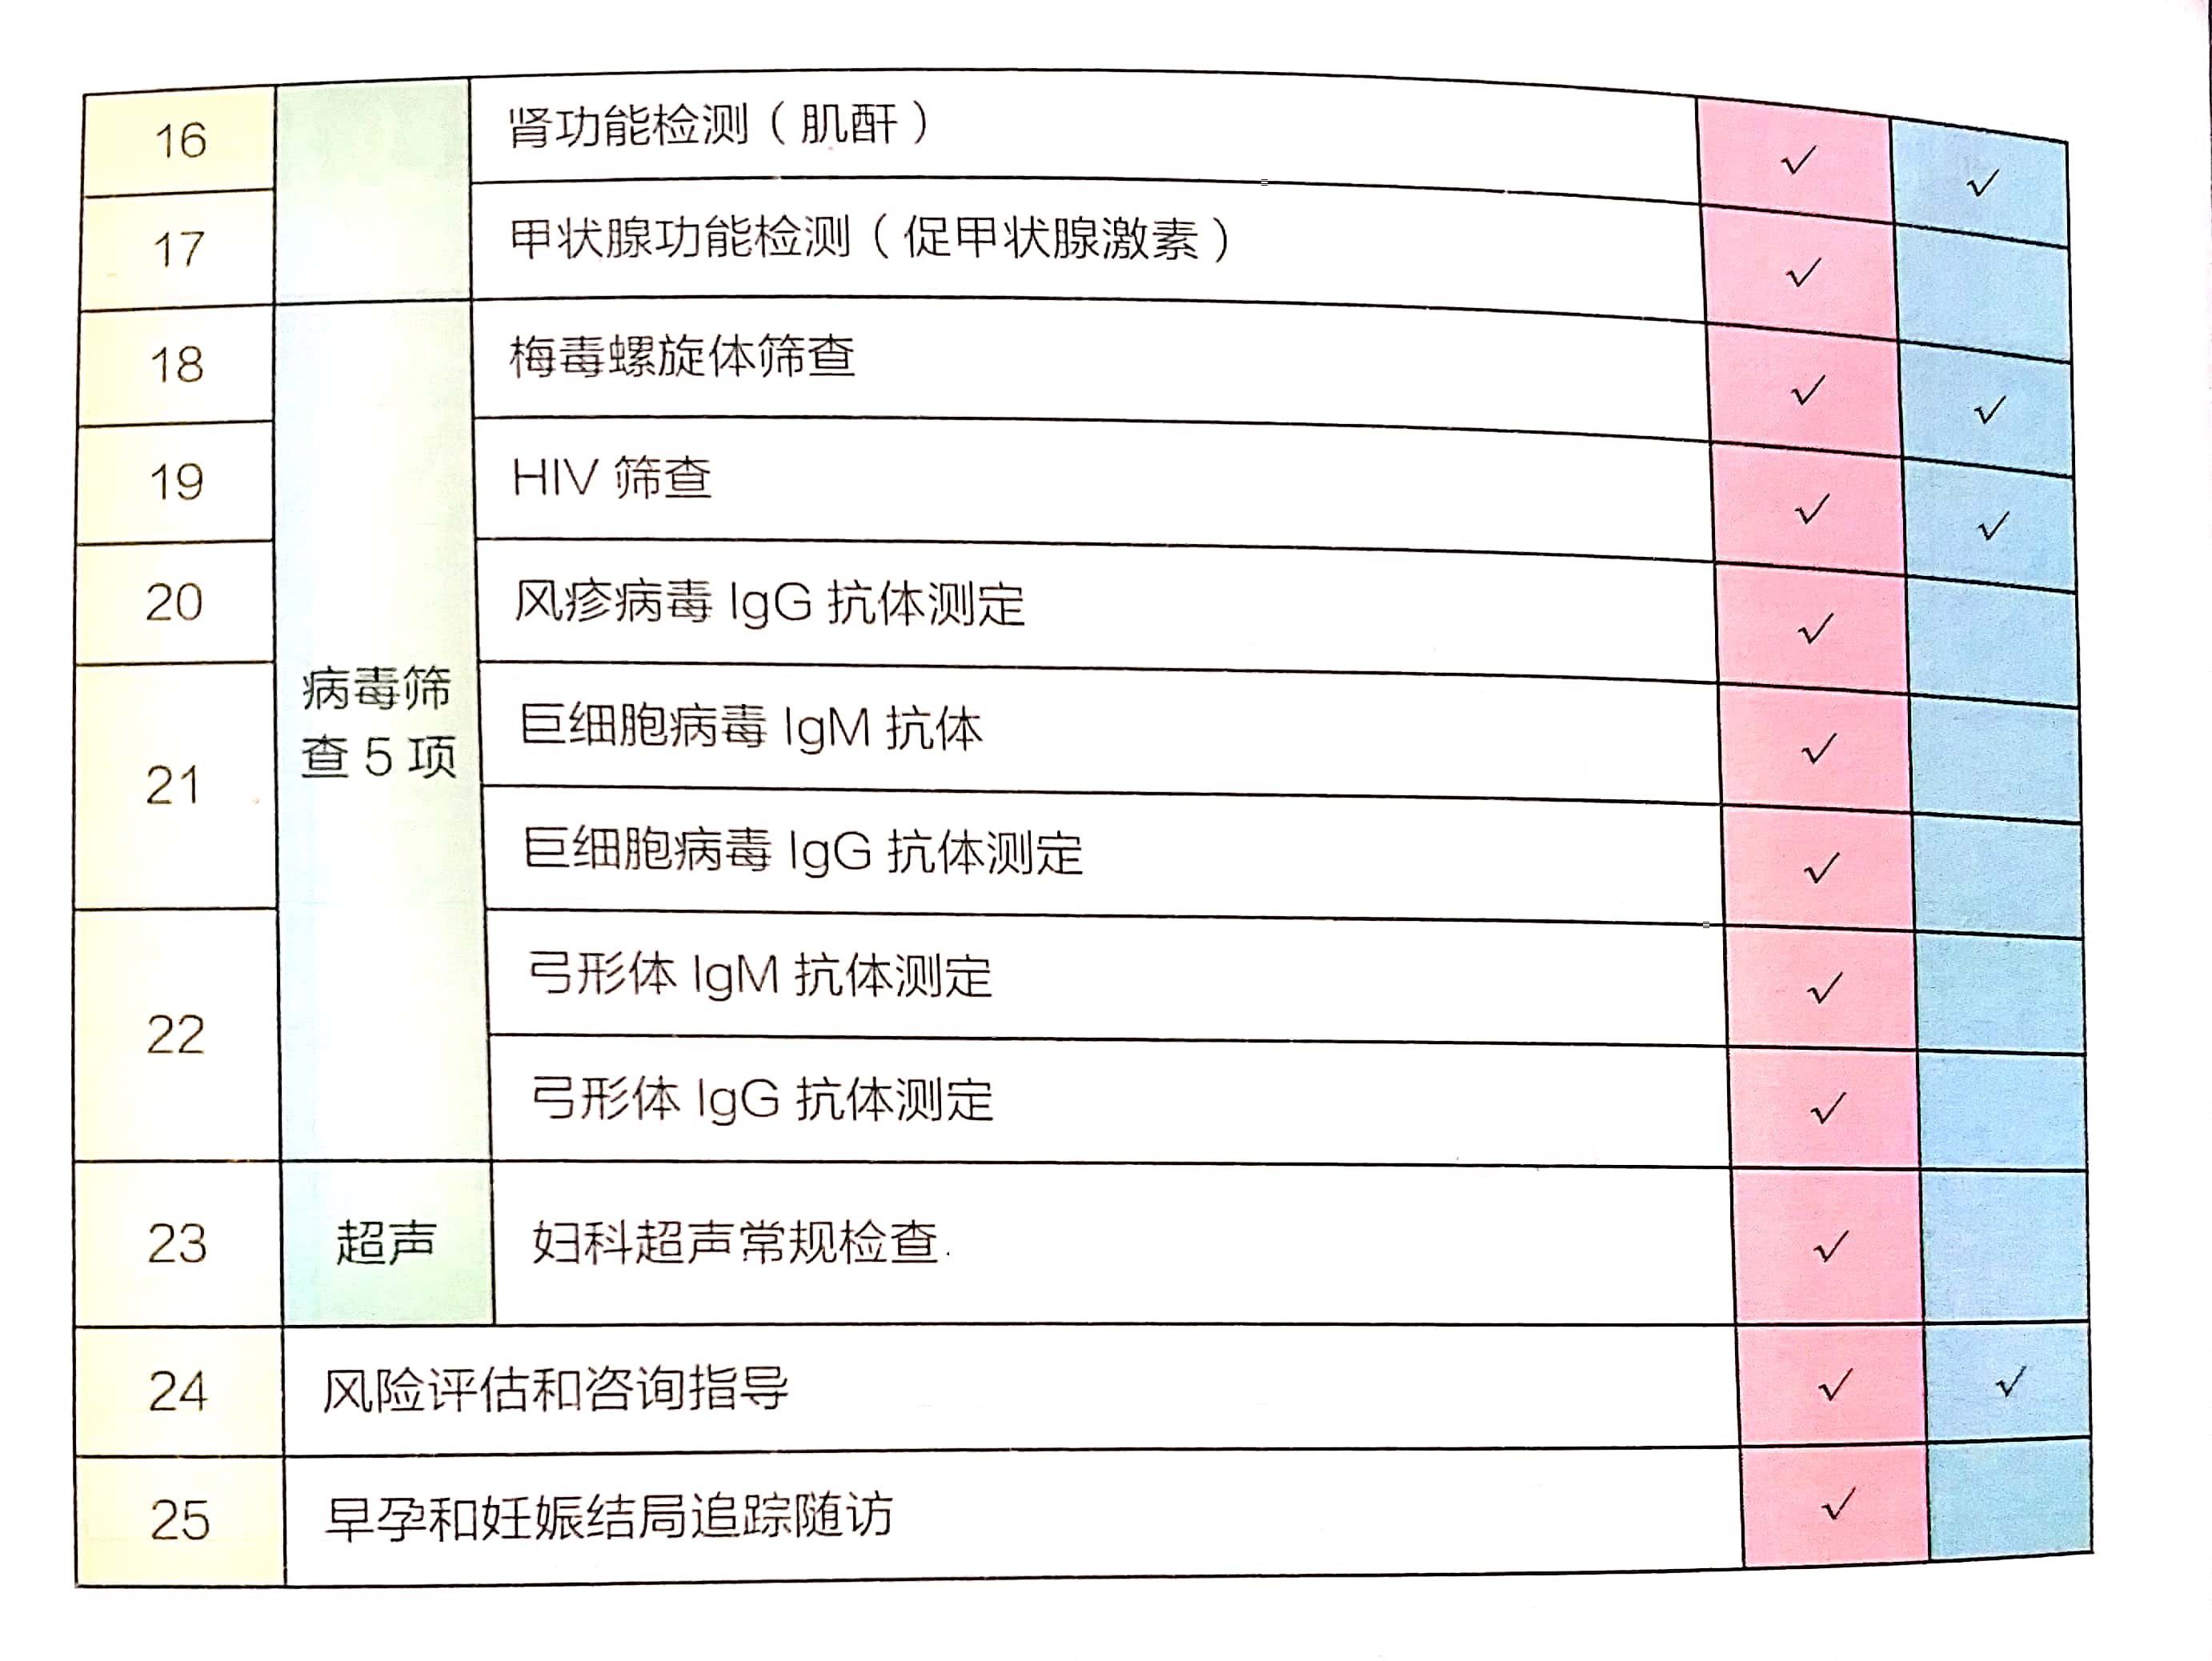 16 肾功能检测（肌酐） √ √
17 甲状腺功能检测（促甲状腺激素） √
18 梅毒螺旋体筛查 √ √
19 HIV 筛查 √ √
20 风疹病毒 IgG 抗体测定 √
病毒筛
查 5 项
21 巨细胞病毒 IgM 抗体 √
巨细胞病毒 IgG 抗体测定 √
22 弓形体 IgM 抗体测定 √
弓形体 IgG 抗体测定 √
23 超声 妇科超声常规检查 √
24 风险评估和咨询指导 √ √
25 早孕和妊娠结局追踪随访 √